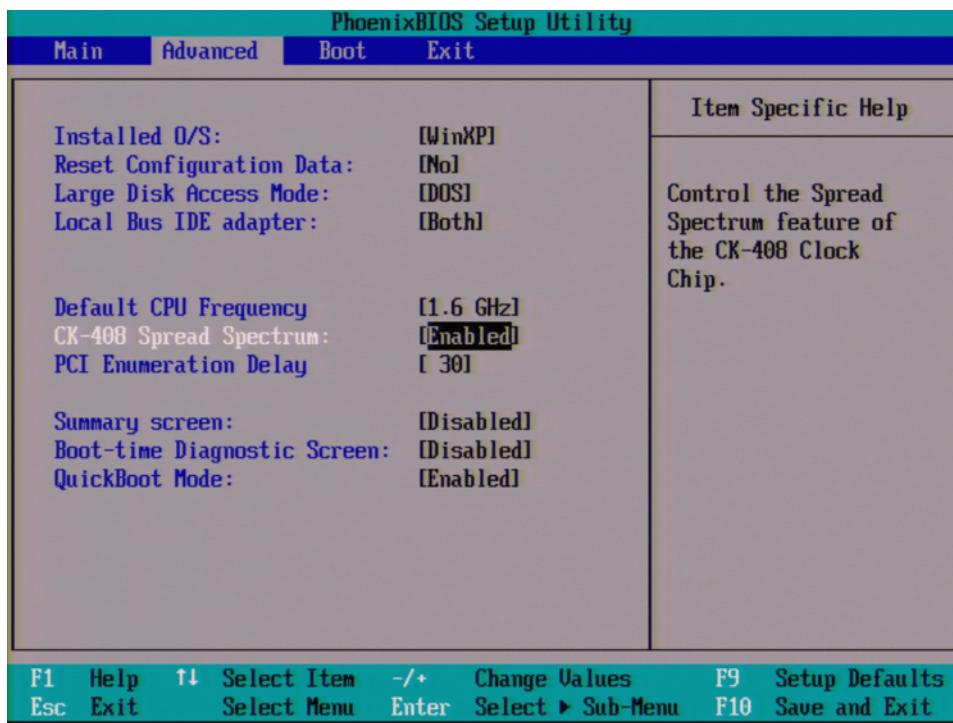 PhoenixBIOS Setup Utility
Main Advanced Boot Exit
Item Specific Help
Installed O/S: [WinXP]
Reset Configuration Data: [No]
Large Disk Access Mode: [DOS]
Local Bus IDE adapter: [Both]
Default CPU Frequency [1.6 GHz]
CK-408 Spread Spectrum: [Enabled]
PCI Enumeration Delay [ 30]
Summary screen: [Disabled]
Boot-time Diagnostic Screen: [Disabled]
QuickBoot Mode: [Enabled]
Control the Spread
Spectrum feature of
the CK-408 Clock
Chip.
F1 Help ↑↓ Select Item -/+ Change Values F9 Setup Defaults
Esc Exit Select Menu Enter Select ▶ Sub-Menu F10 Save and Exit